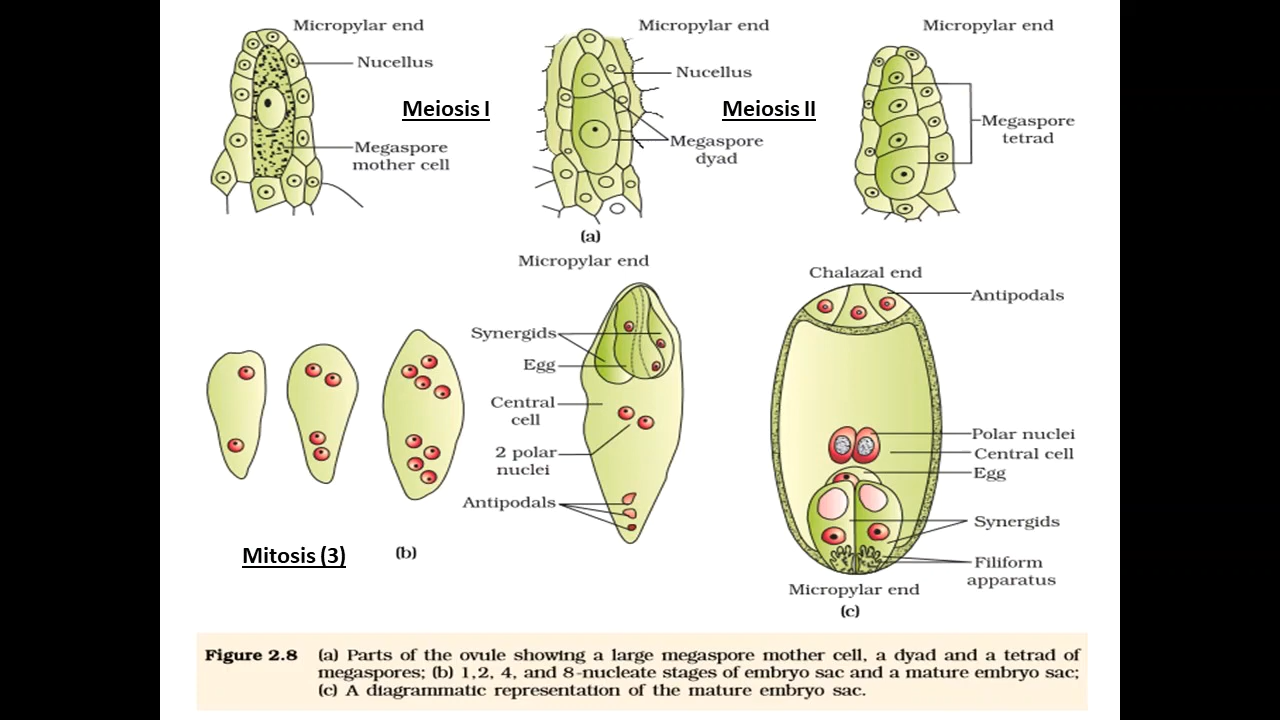 Micropylar end
Nucellus
Meiosis I
Megaspore
mother cell
Micropylar end
Nucellus
Meiosis II
Megaspore
dyad
Micropylar end
Megaspore
tetrad
(a)
Micropylar end
Synergids
Egg
Central
cell
2 polar
nuclei
Antipodals
Mitosis (3)
(b)
Chalazal end
Antipodals
Polar nuclei
Central cell
Egg
Synergids
Filiform
apparatus
Micropylar end
(c)
Figure 2.8 (a) Parts of the ovule showing a large megaspore mother cell, a dyad and a tetrad of
megaspores; (b) 1,2, 4, and 8-nucleate stages of embryo sac and a mature embryo sac;
(c) A diagrammatic representation of the mature embryo sac.